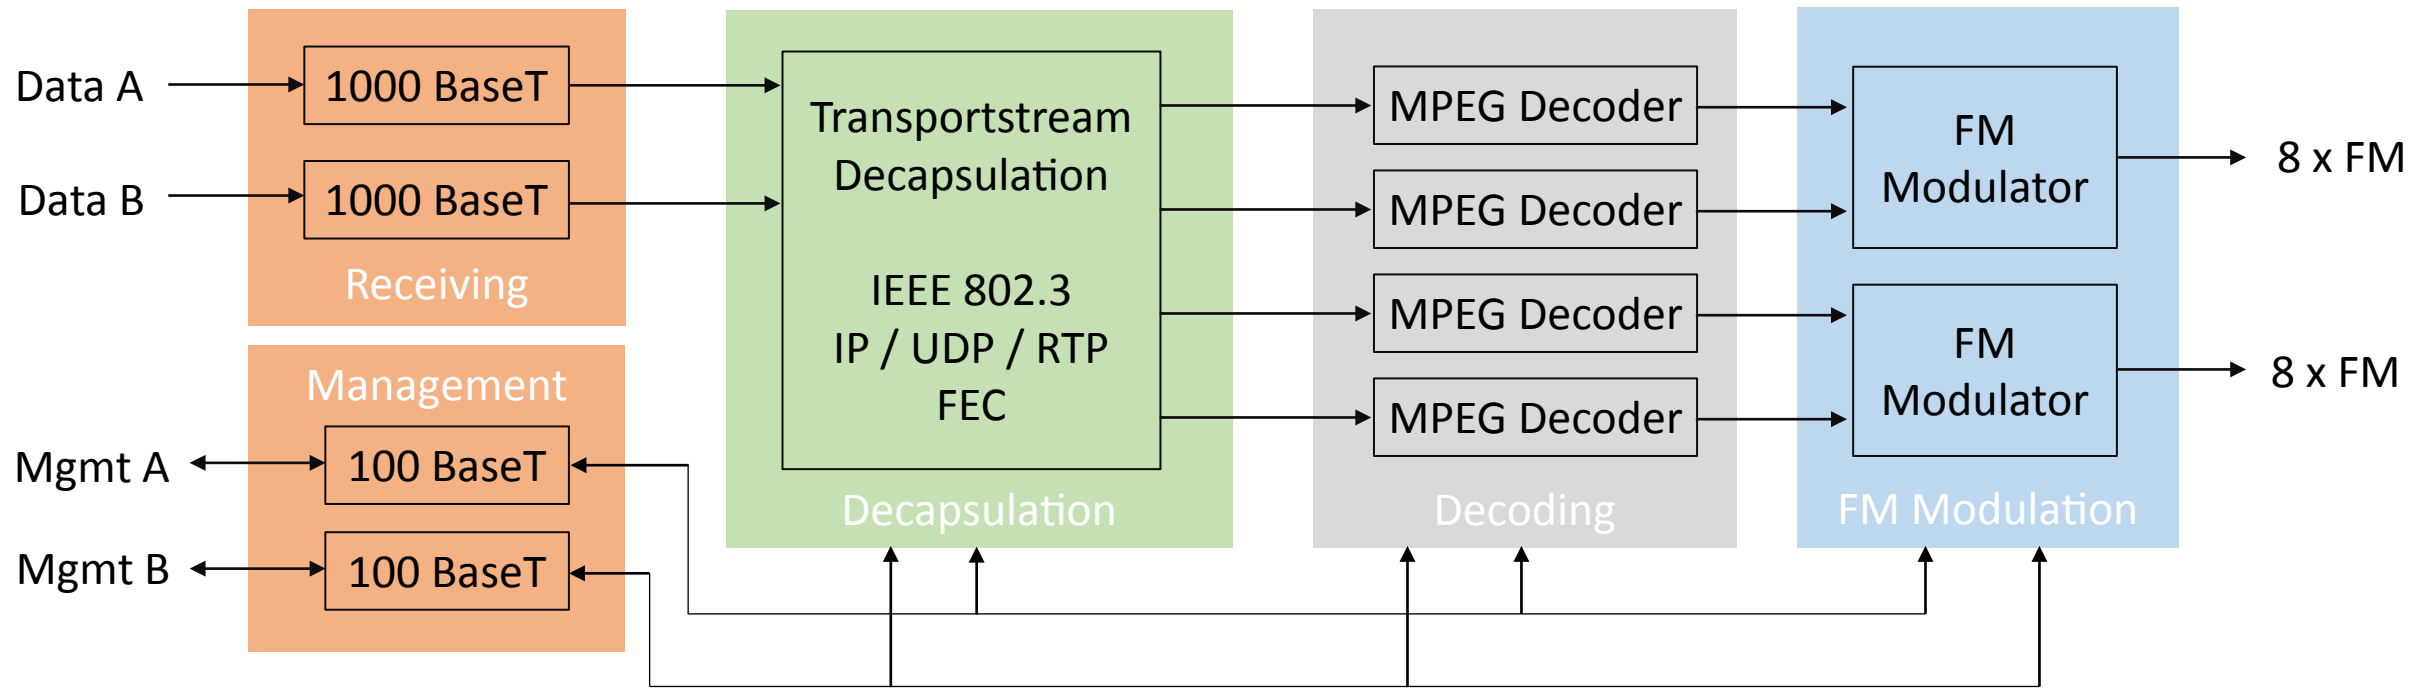 Data A
1000 BaseT
Data B
1000 BaseT
Receiving
Management
Mgmt A
100 BaseT
Mgmt B
100 BaseT
Transportstream
Decapsulation
IEEE 802.3
IP / UDP / RTP
FEC
Decapsulation
MPEG Decoder
MPEG Decoder
MPEG Decoder
MPEG Decoder
Decoding
FM
Modulator
FM
Modulator
FM Modulation
8 x FM
8 x FM